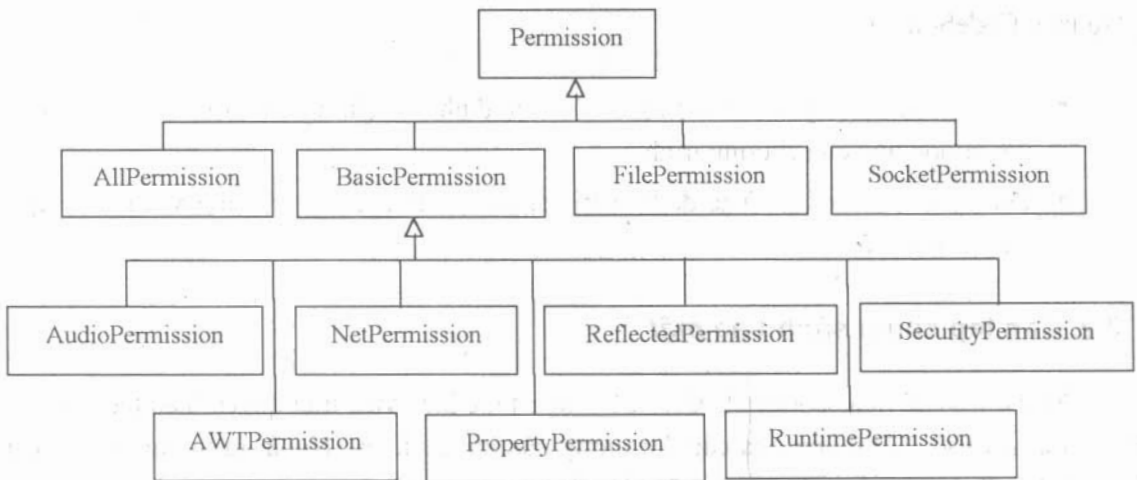 Permission
AllPermission
BasicPermission
FilePermission
SocketPermission
AudioPermission
NetPermission
ReflectedPermission
SecurityPermission
AWTPermission
PropertyPermission
RuntimePermission